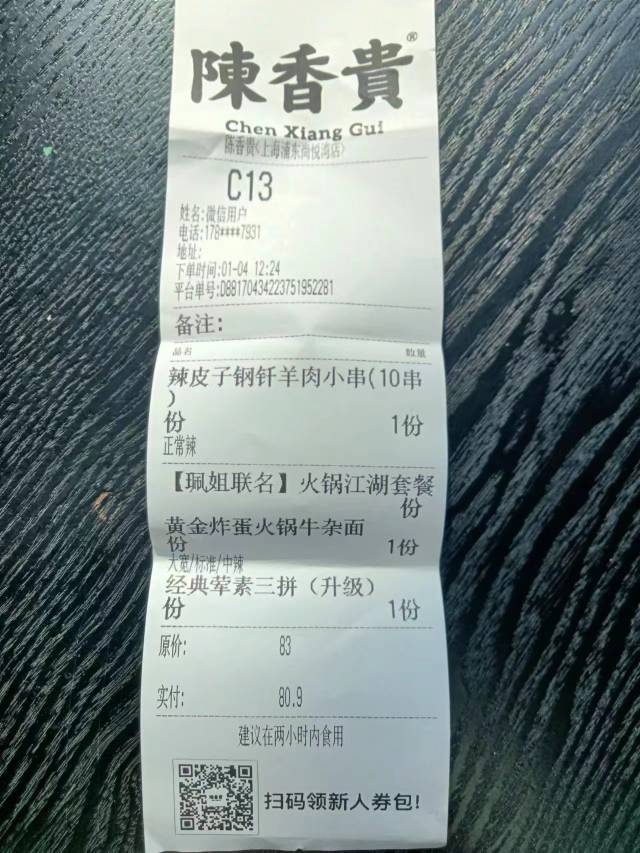 陳香貴®
Chen Xiang Gui
陈香贵(上海浦东尚悦湾店)
C13
姓名:微信用户
电话:178****7931
地址:
下单时间:01-04 12:24
平台单号:D88170434223751952281
备注:
品名 数量
辣皮子钢钎羊肉小串(10串
)
份 1份
正常辣
【珮姐联名】火锅江湖套餐
份
黄金炸蛋火锅牛杂面
份 1份
大宽/标准/中辣
经典荤素三拼（升级）
份 1份
原价: 83
实付: 80.9
建议在两小时内食用
扫码领新人券包!